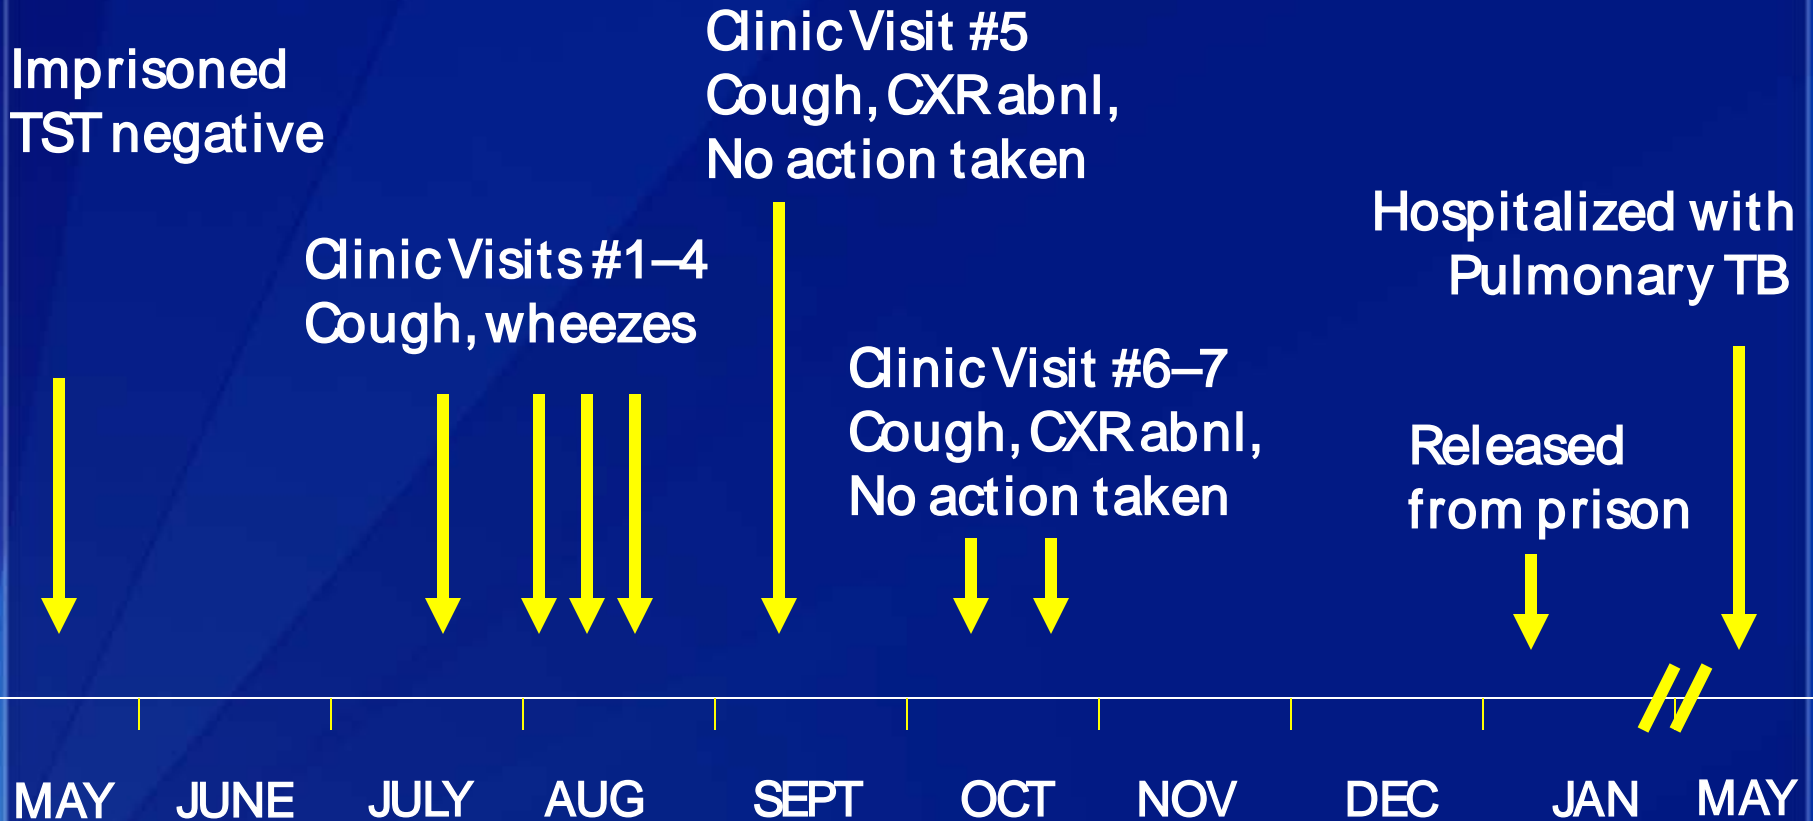 Imprisoned
TST negative
Clinic Visits #1–4
Cough, wheezes
Clinic Visit #5
Cough, CXR abnl,
No action taken
Clinic Visit #6–7
Cough, CXR abnl,
No action taken
Released
from prison
Hospitalized with
Pulmonary TB
MAY JUNE JULY AUG SEPT OCT NOV DEC JAN MAY